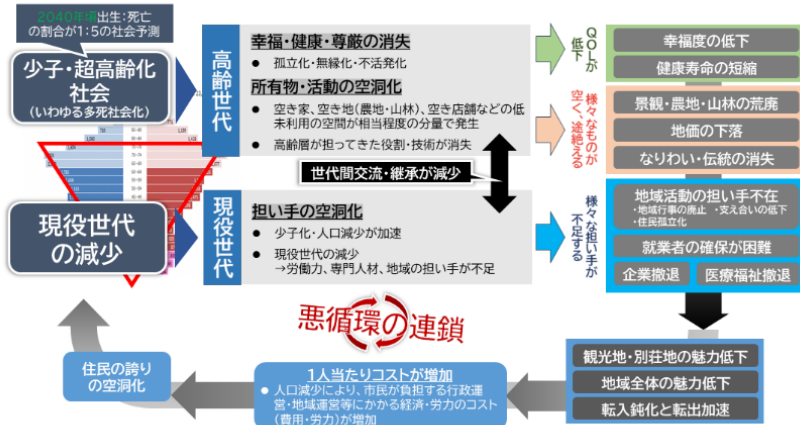 2040年頃出生:死亡
の割合が1:5の社会予測
少子・超高齢化
社会
(いわゆる多死社会化)
現役世代
の減少
高齢世代
幸福・健康・尊厳の消失
● 孤立化・無縁化・不活発化
所有物・活動の空洞化
● 空き家、空き地(農地・山林)、空き店舗などの低
未利用の空間が相当程度の分量で発生
● 高齢層が担ってきた役割・技術が消失
世代間交流・継承が減少
現役世代
担い手の空洞化
● 少子化・人口減少が加速
● 現役世代の減少
→労働力、専門人材、地域の担い手が不足
QOLが
低下
幸福度の低下
健康寿命の短縮
様々なものが
空く、途絶える
景観・農地・山林の荒廃
地価の下落
なりわい・伝統の消失
様々な担い手が
不足する
地域活動の担い手不在
・地域行事の廃止 ・支え合いの低下
・住民孤立化
就業者の確保が困難
企業撤退
医療福祉撤退
悪循環の連鎖
観光地・別荘地の魅力低下
地域全体の魅力低下
転入鈍化と転出加速
1人当たりコストが増加
● 人口減少により、市民が負担する行政運
営・地域運営等にかかる経済・労力のコスト
(費用・労力)が増加
住民の誇り
の空洞化